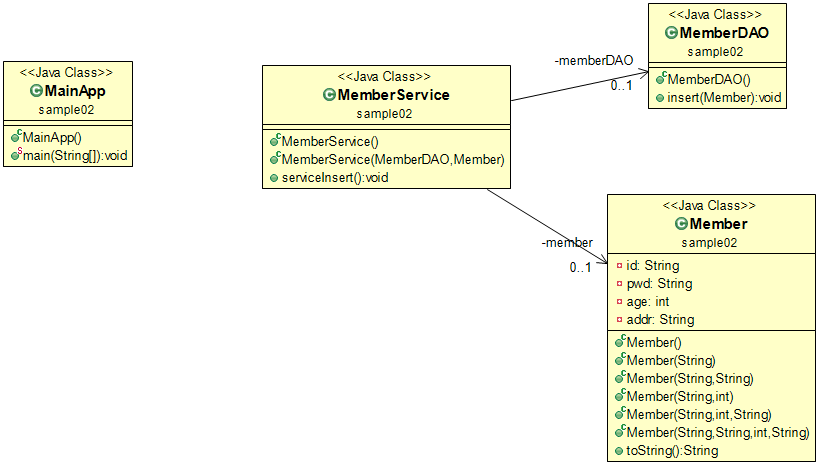 <<Java Class>>
MainApp
sample02
MainApp()
main(String[]):void
<<Java Class>>
MemberService
sample02
MemberService()
MemberService(MemberDAO,Member)
serviceInsert():void
-memberDAO
0..1
<<Java Class>>
MemberDAO
sample02
MemberDAO()
insert(Member):void
-member
0..1
<<Java Class>>
Member
sample02
id: String
pwd: String
age: int
addr: String
Member()
Member(String)
Member(String,String)
Member(String,int)
Member(String,int,String)
Member(String,String,int,String)
toString():String